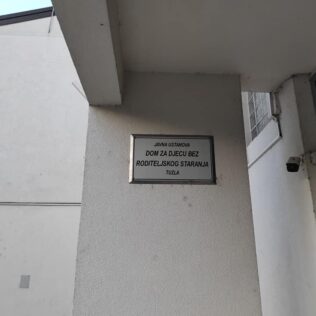 JAVNA USTANOVA
DOM ZA DJECU BEZ
RODITELJSKOG STARANJA
TUZLA